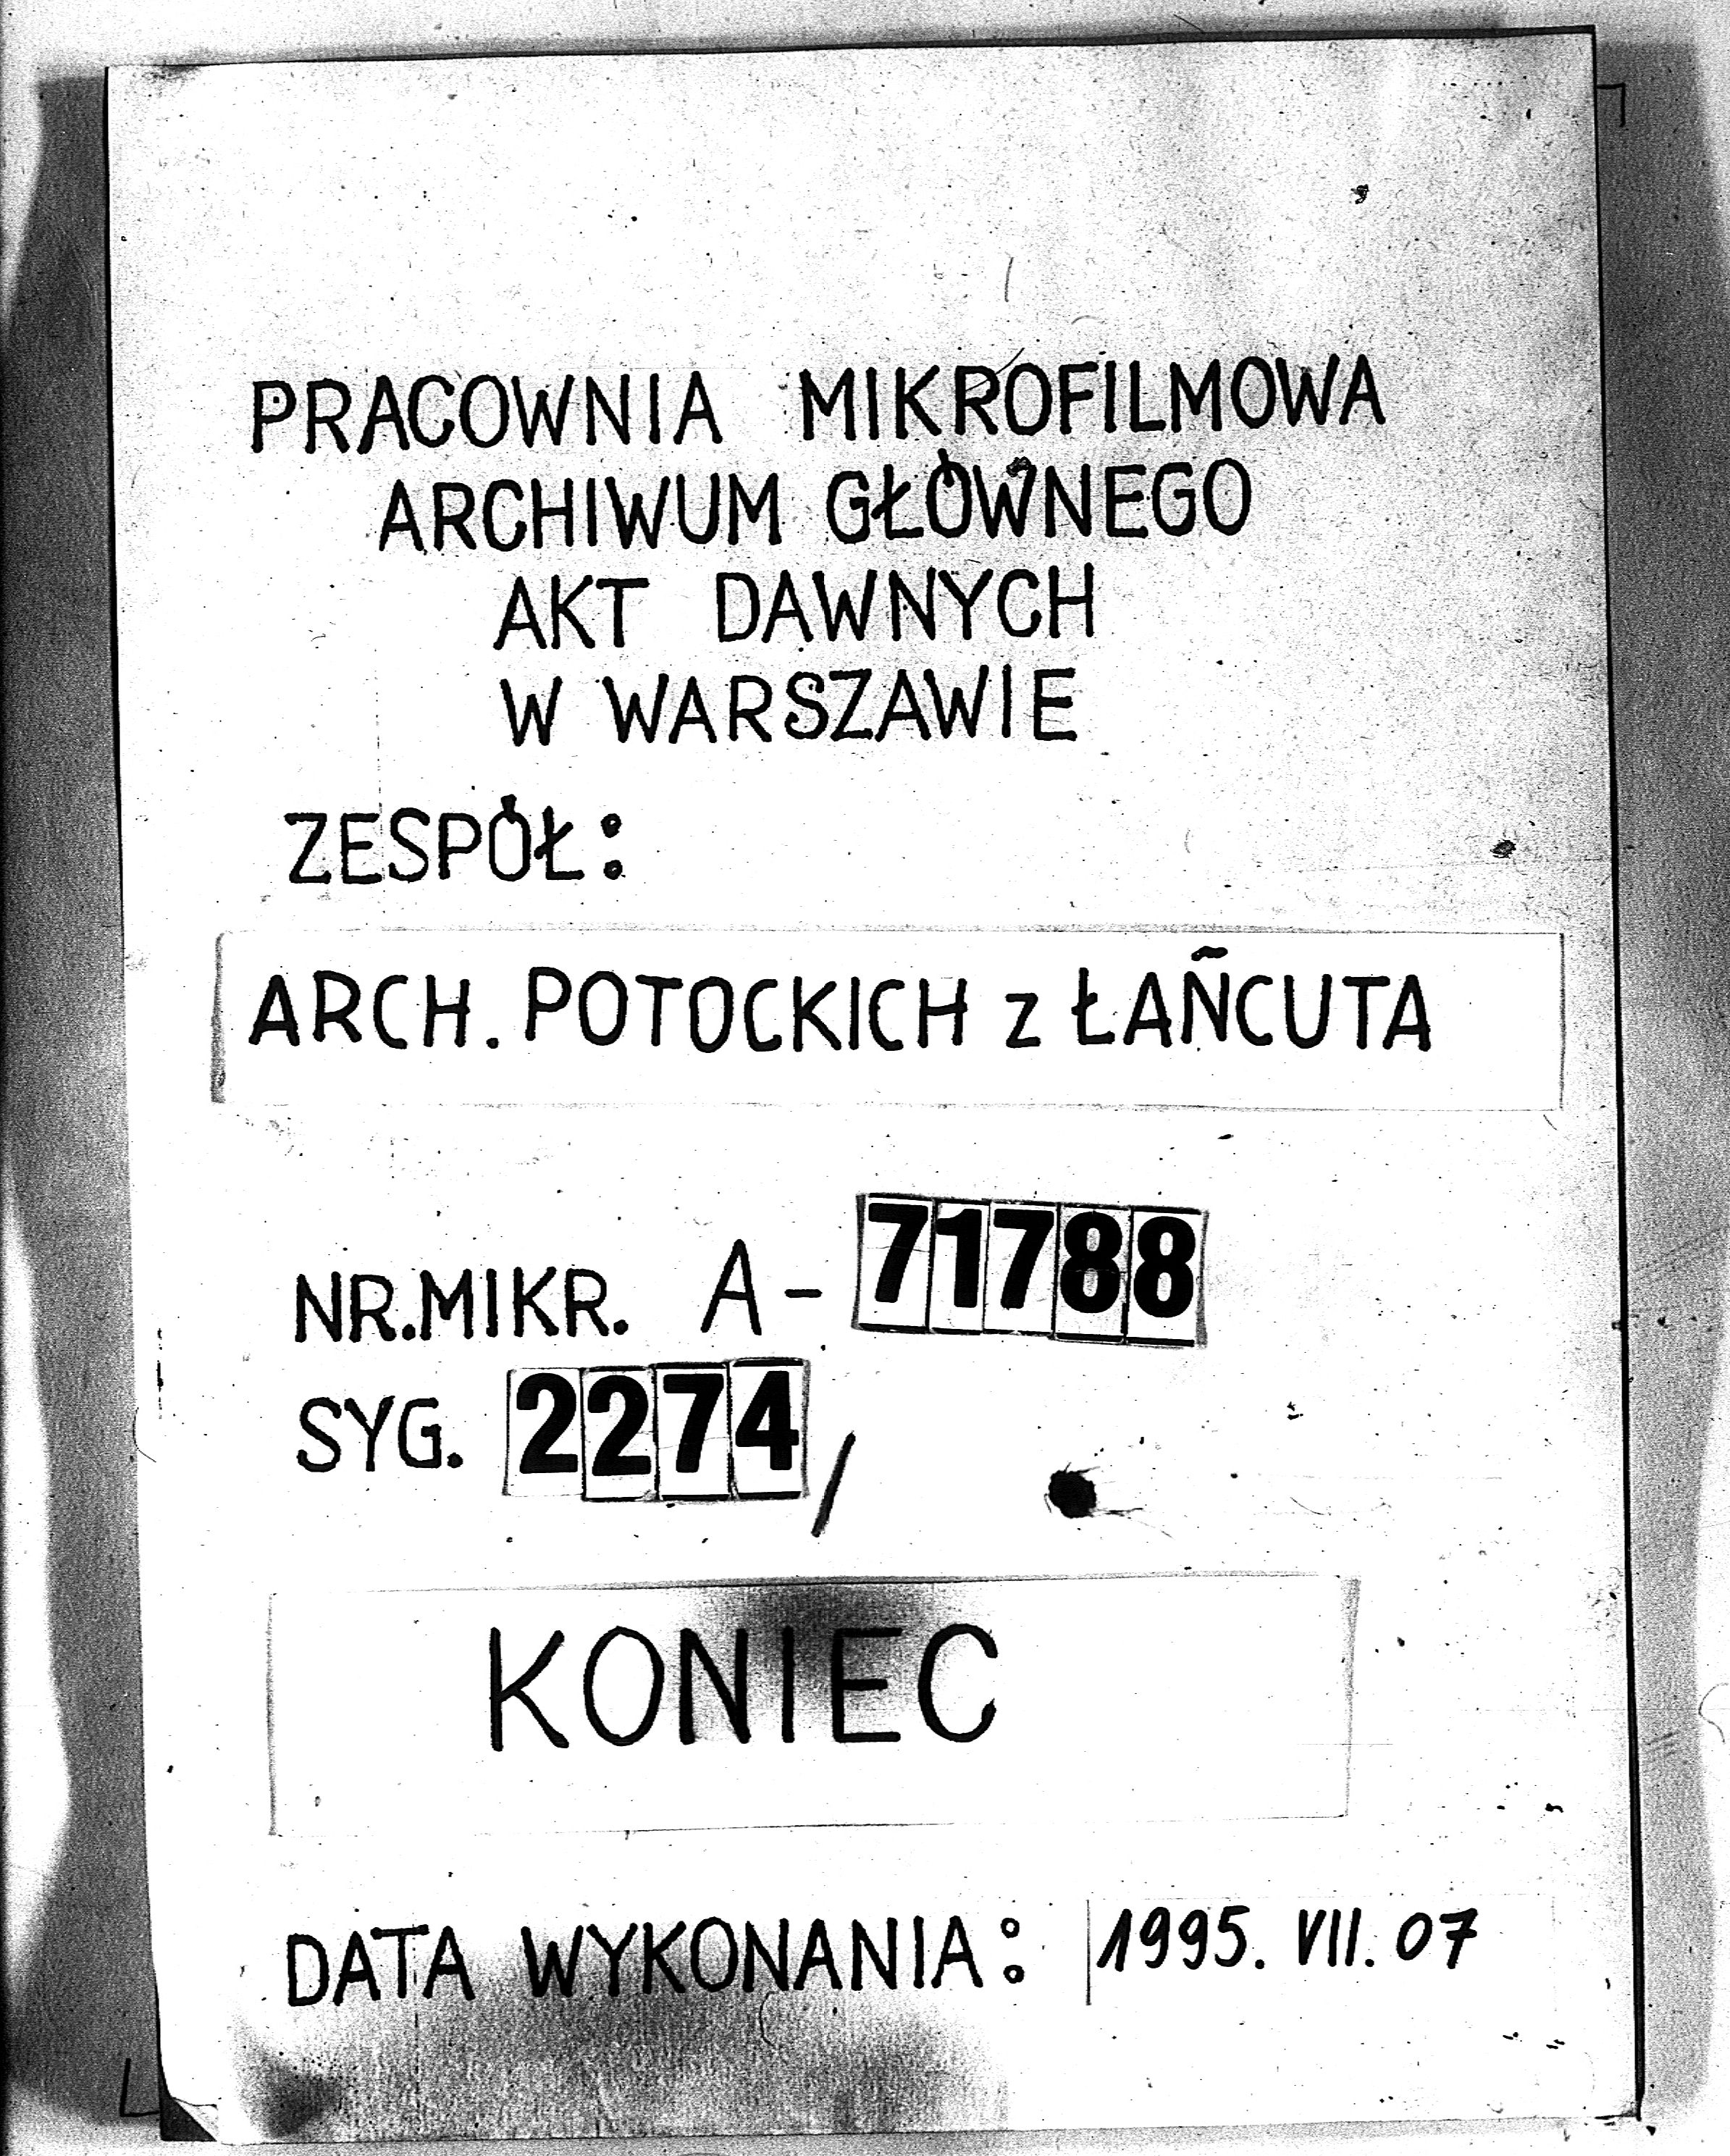 PRACOWNIA MIKROFILMOWA
ARCHIWUM GŁÓWNEGO
AKT DAWNYCH
W WARSZAWIE
ZESPÓŁ:
ARCH. POTOCKICH z ŁAŃCUTA
NR.MIKR. A-71788
SYG. 2274/
KONIEC
DATA WYKONANIA: 1995. VII. 07